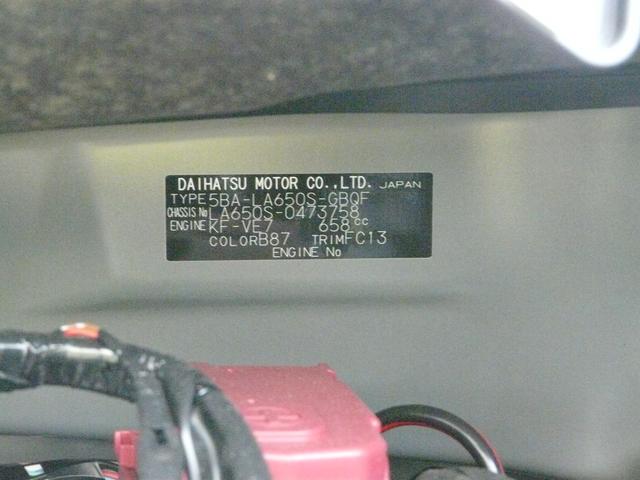 DAIHATSU MOTOR CO.,LTD. JAPAN
TYPE 5BA-LA650S-GBQF
CHASSIS No LA650S-0473758
ENGINE KF-VE7 658cc
COLOR B87 TRIM FC13
ENGINE No